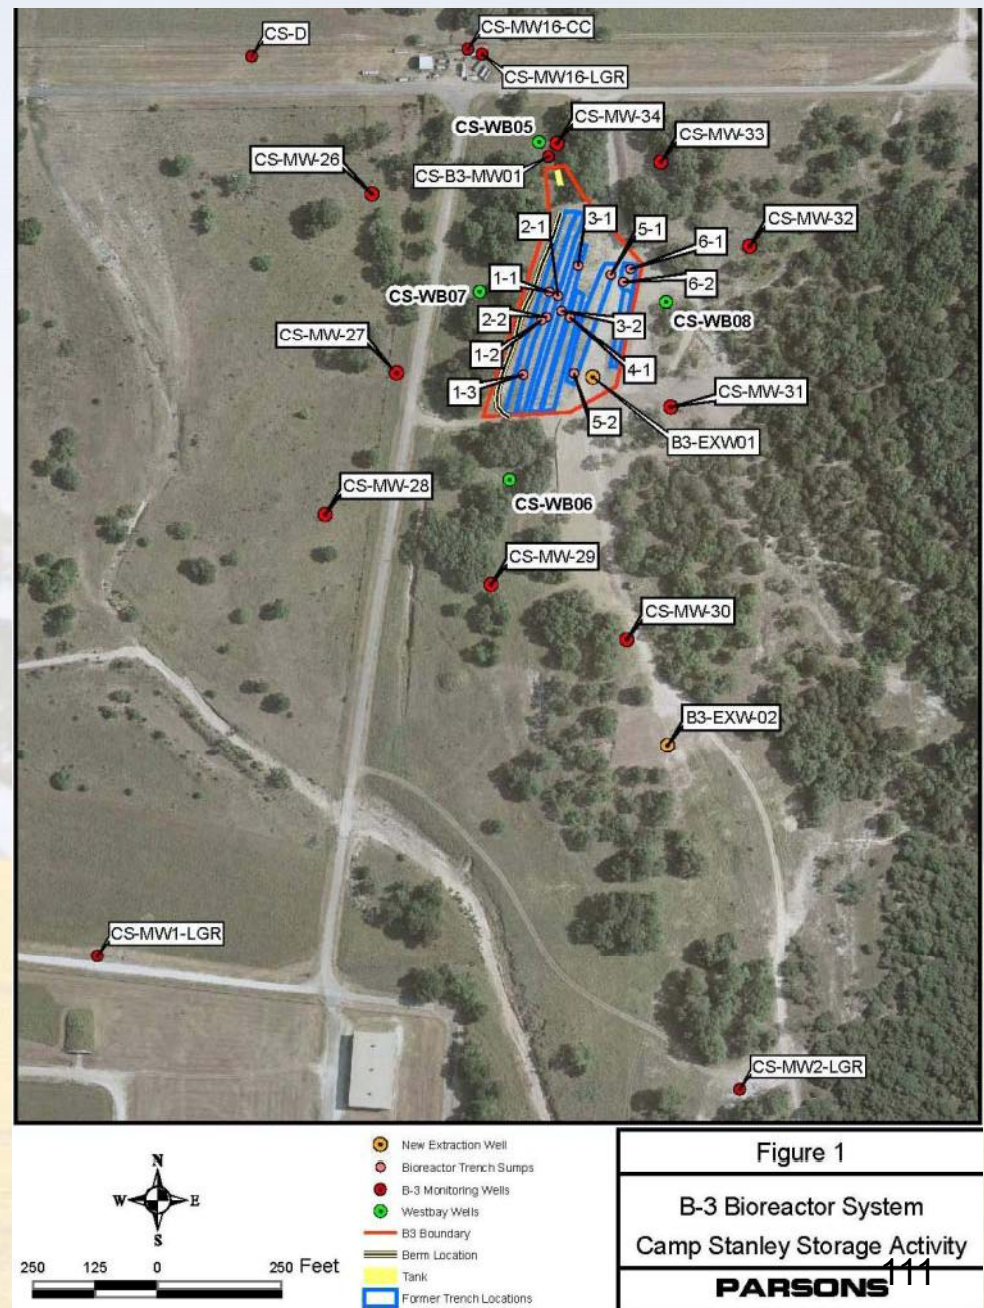 CS-D
CS-MW16-CC
CS-MW16-LGR
CS-WB05
CS-MW-34
CS-MW-33
CS-MW-26
CS-B3-MW01
2-1
3-1
5-1
6-1
CS-MW-32
1-1
6-2
CS-WB07
CS-WB08
2-2
3-2
CS-MW-27
1-2
4-1
1-3
CS-MW-31
5-2
B3-EXW01
CS-MW-28
CS-WB06
CS-MW-29
CS-MW-30
B3-EXW-02
CS-MW1-LGR
CS-MW2-LGR
N
W E
S
250 125 0 250 Feet
New Extraction Well
Bioreactor Trench Sumps
B-3 Monitoring Wells
Westbay Wells
B3 Boundary
Berm Location
Tank
Former Trench Locations
Figure 1
B-3 Bioreactor System
Camp Stanley Storage Activity
PARSONS
111